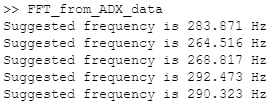 >> FFT_from_ADX_data
Suggested frequency is 283.871 Hz
Suggested frequency is 264.516 Hz
Suggested frequency is 268.817 Hz
Suggested frequency is 292.473 Hz
Suggested frequency is 290.323 Hz